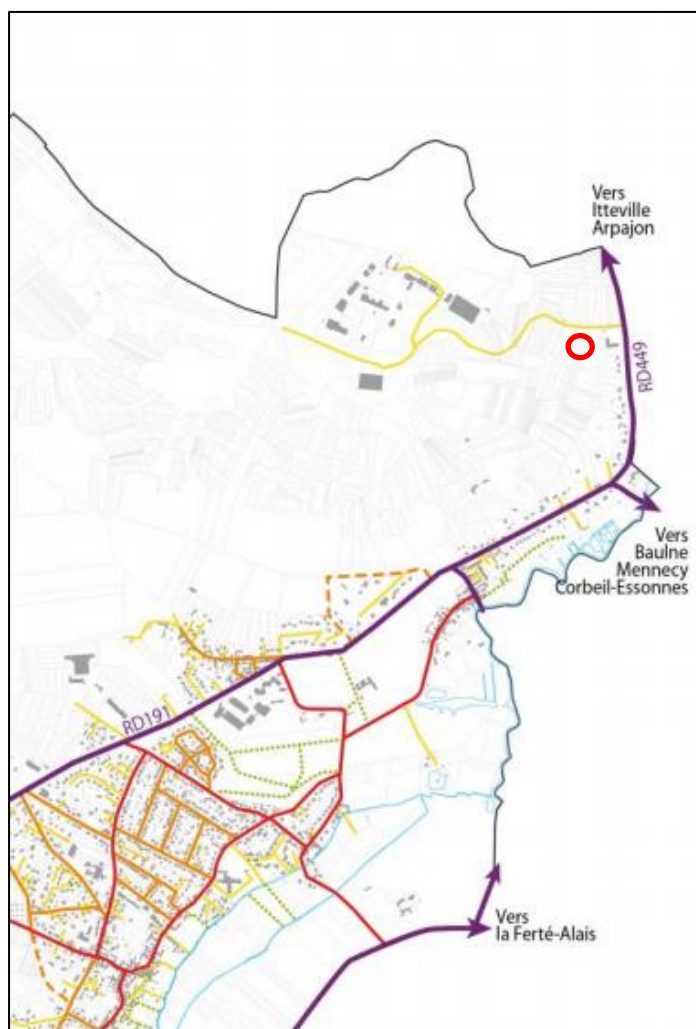 Vers
Itteville
Arpajon
RD449
Vers
Baulne
Mennecy
Corbeil-Essonnes
RD191
Vers
la Ferté-Alais